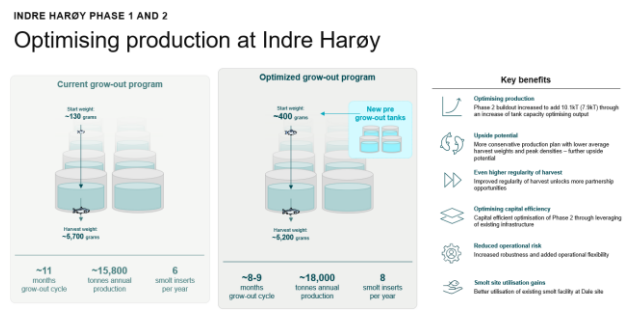 INDRE HARØY PHASE 1 AND 2
Optimising production at Indre Harøy
Current grow-out program
Start weight:
~130 grams
Harvest weight
~5,700 grams
~11
months
grow-out cycle
~15,800
tonnes annual
production
6
smolt inserts
per year
Optimized grow-out program
Start weight:
~400 grams
New pre
grow-out tanks
Harvest weight
~5,200 grams
~8-9
months
grow-out cycle
~18,000
tonnes annual
production
8
smolt inserts
per year
Key benefits
Optimising production
Phase 2 buildout increased to add 10.1kT (7.9kT) through
an increase of tank capacity optimising output
Upside potential
More conservative production plan with lower average
harvest weights and peak densities – further upside
potential
Even higher regularity of harvest
Improved regularity of harvest unlocks more partnership
opportunities
Optimising capital efficiency
Capital efficient optimisation of Phase 2 through leveraging
of existing infrastructure
Reduced operational risk
Increased robustness and added operational flexibility
Smolt site utilisation gains
Better utilisation of existing smolt facility at Dale site